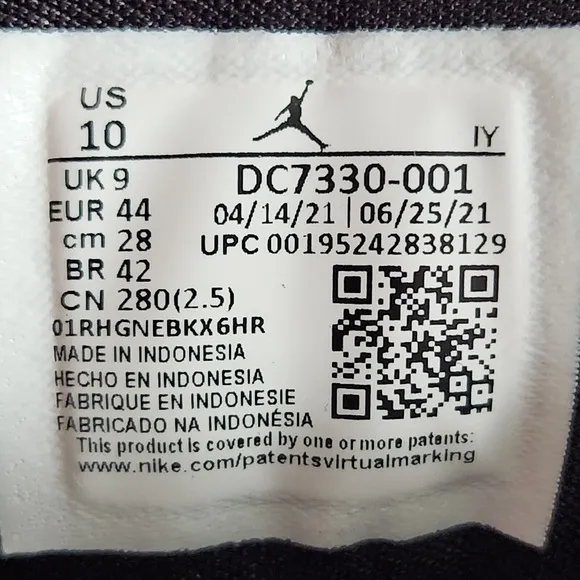 US
10
IY
UK 9
DC7330-001
EUR 44
04/14/21 | 06/25/21
cm 28
UPC 00195242838129
BR 42
CN 280(2.5)
01RHGNEBKX6HR
MADE IN INDONESIA
HECHO EN INDONESIA
FABRIQUE EN INDONESIE
FABRICADO NA INDONÉSIA
This product is covered by one or more patents:
www.nike.com/patentsvirtualmarking